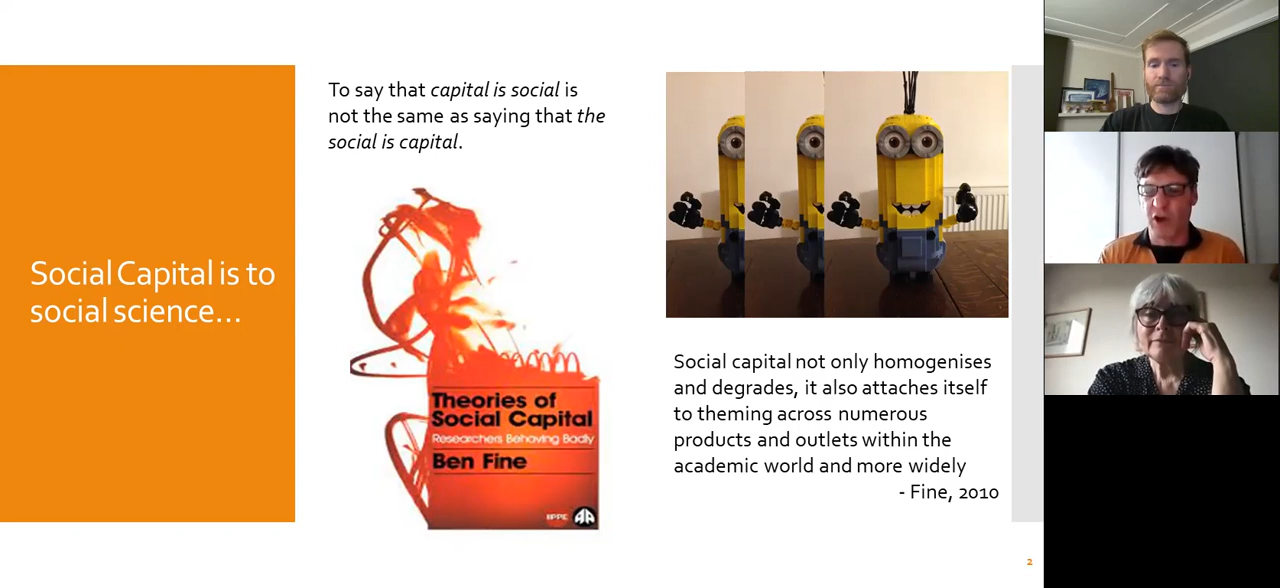 Social Capital is to
social science...
To say that capital is social is
not the same as saying that the
social is capital.
Theories of
Social Capital
Researchers Behaving Badly
Ben Fine
IIPPE
Social capital not only homogenises
and degrades, it also attaches itself
to theming across numerous
products and outlets within the
academic world and more widely
- Fine, 2010
2